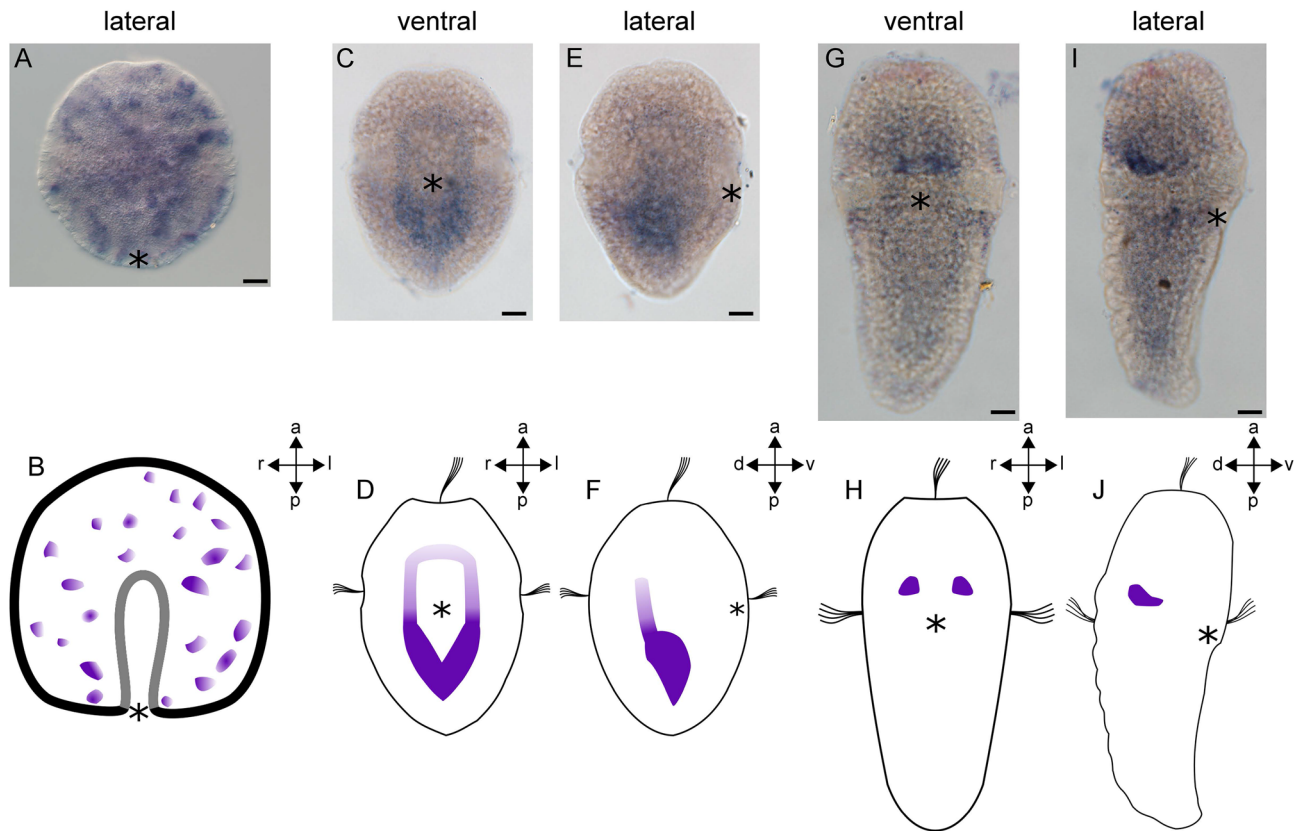 lateral ventral lateral ventral lateral
A C E G I
* * * * *
a a a a
B r l D r l F d v H r l J d v
p p p p
* * * * *